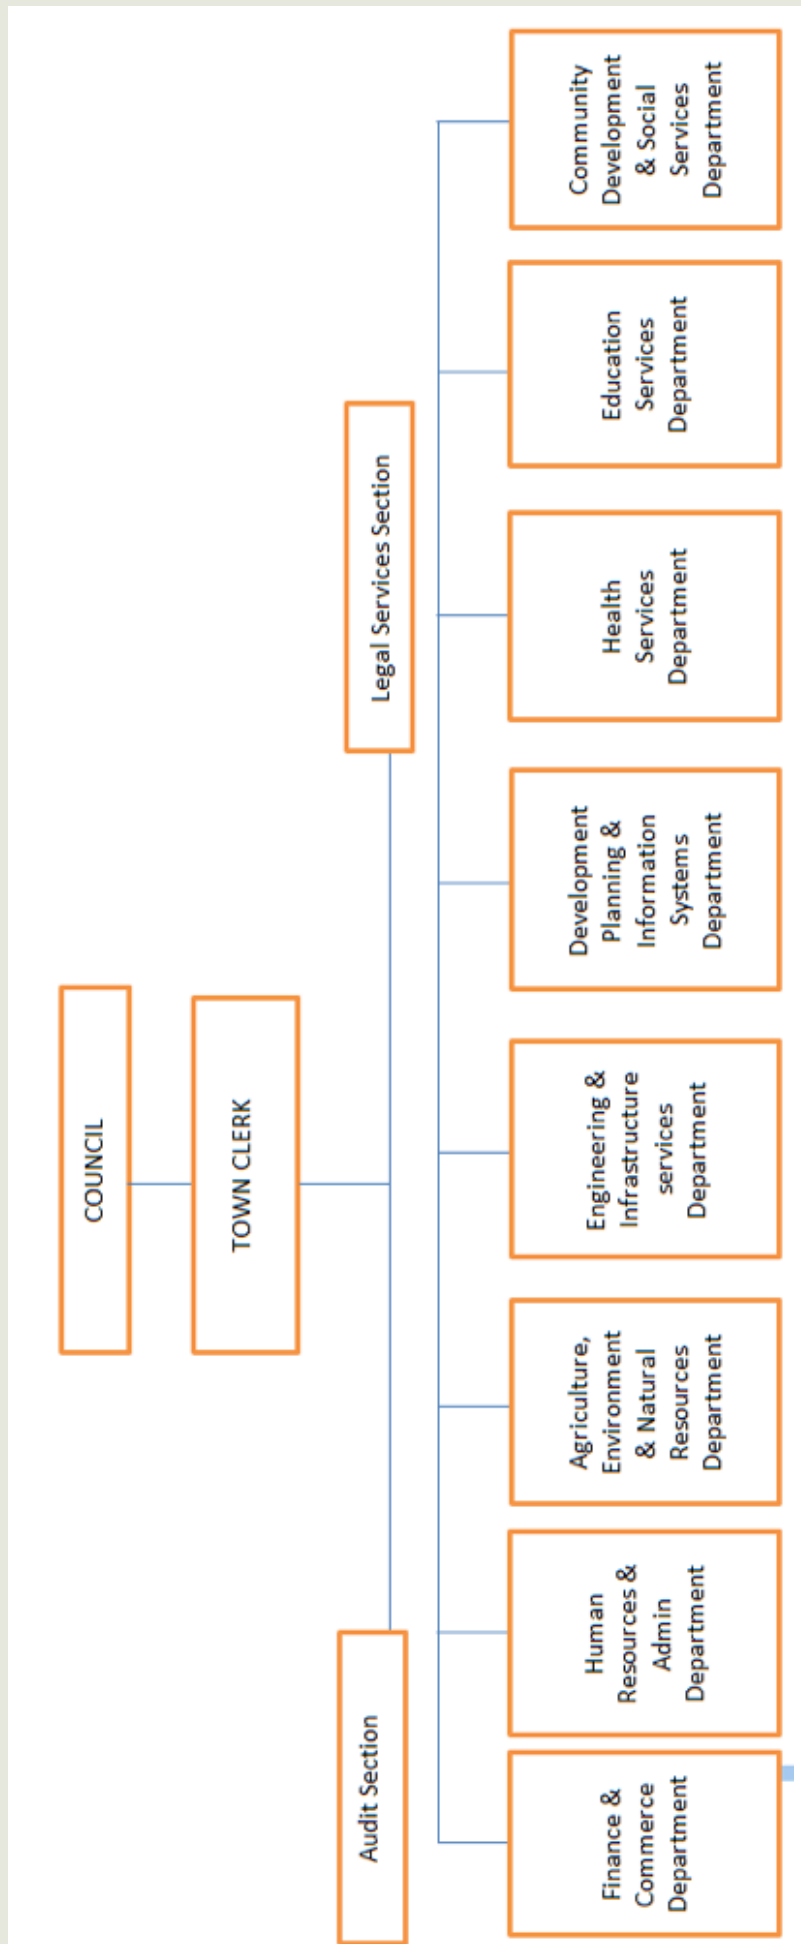 COUNCIL
TOWN CLERK
Audit Section
Legal Services Section
Finance &
Commerce
Department
Human
Resources &
Admin
Department
Agriculture,
Environment
& Natural
Resources
Department
Engineering &
Infrastructure
services
Department
Development
Planning &
Information
Systems
Department
Health
Services
Department
Education
Services
Department
Community
Development
& Social
Services
Department